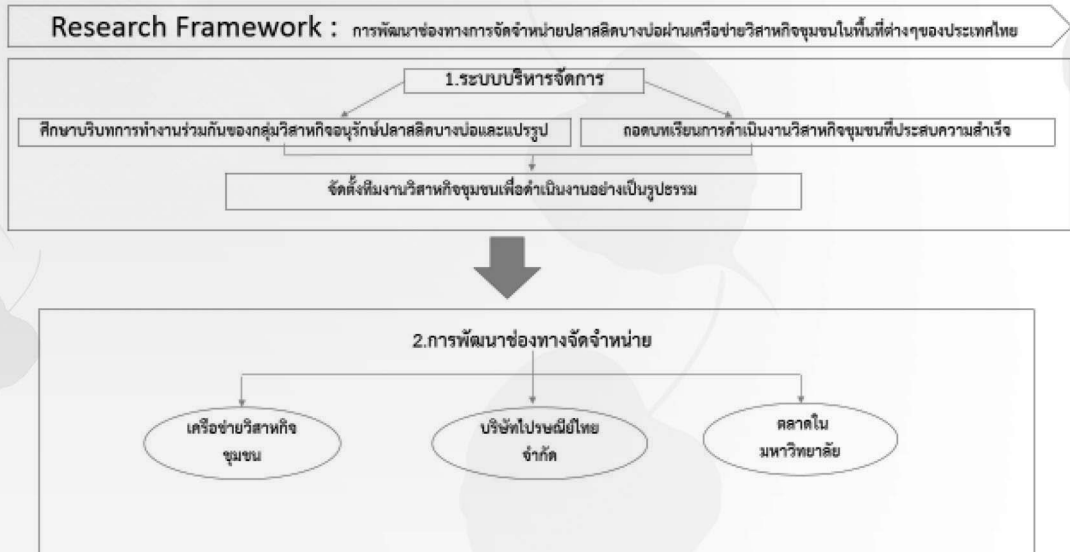 Research Framework : การพัฒนาช่องทางการจัดจำหน่ายปลาสลิดบางบ่อผ่านเครือข่ายวิสาหกิจชุมชนในพื้นที่ต่างๆของประเทศไทย
1.ระบบบริหารจัดการ
ศึกษาบริบทการทำงานร่วมกันของกลุ่มวิสาหกิจอนุรักษ์ปลาสลิดบางบ่อและแปรรูป
ถอดบทเรียนการดำเนินงานวิสาหกิจชุมชนที่ประสบความสำเร็จ
จัดตั้งทีมงานวิสาหกิจชุมชนเพื่อดำเนินงานอย่างเป็นรูปธรรม
2.การพัฒนาช่องทางจัดจำหน่าย
เครือข่ายวิสาหกิจ
ชุมชน
บริษัทไปรษณีย์ไทย
จำกัด
ตลาดใน
มหาวิทยาลัย